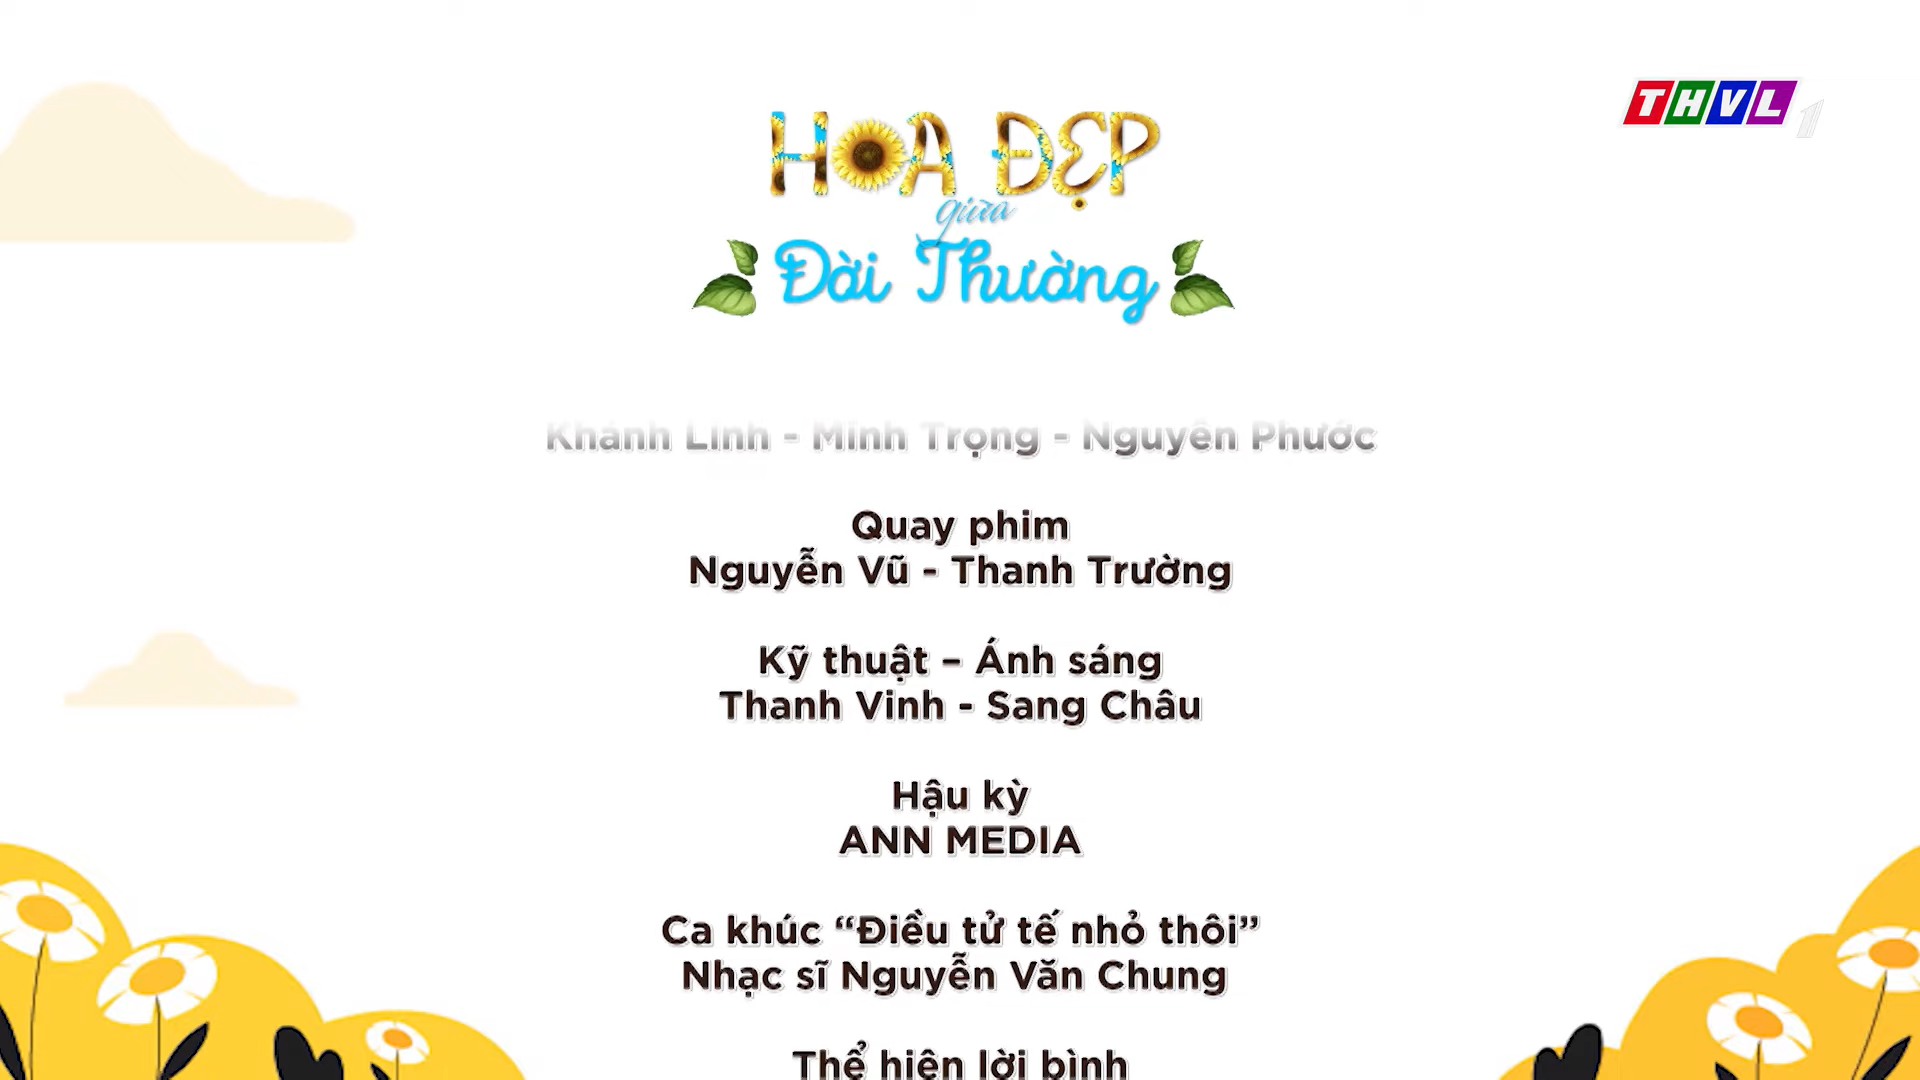 THVL1
HOA ĐẸP
giữa
Đời Thường
Khánh Linh - Minh Trọng - Nguyên Phước
Quay phim
Nguyễn Vũ - Thanh Trường
Kỹ thuật – Ánh sáng
Thanh Vinh - Sang Châu
Hậu kỳ
ANN MEDIA
Ca khúc “Điều tử tế nhỏ thôi”
Nhạc sĩ Nguyễn Văn Chung
Thể hiện lời bình